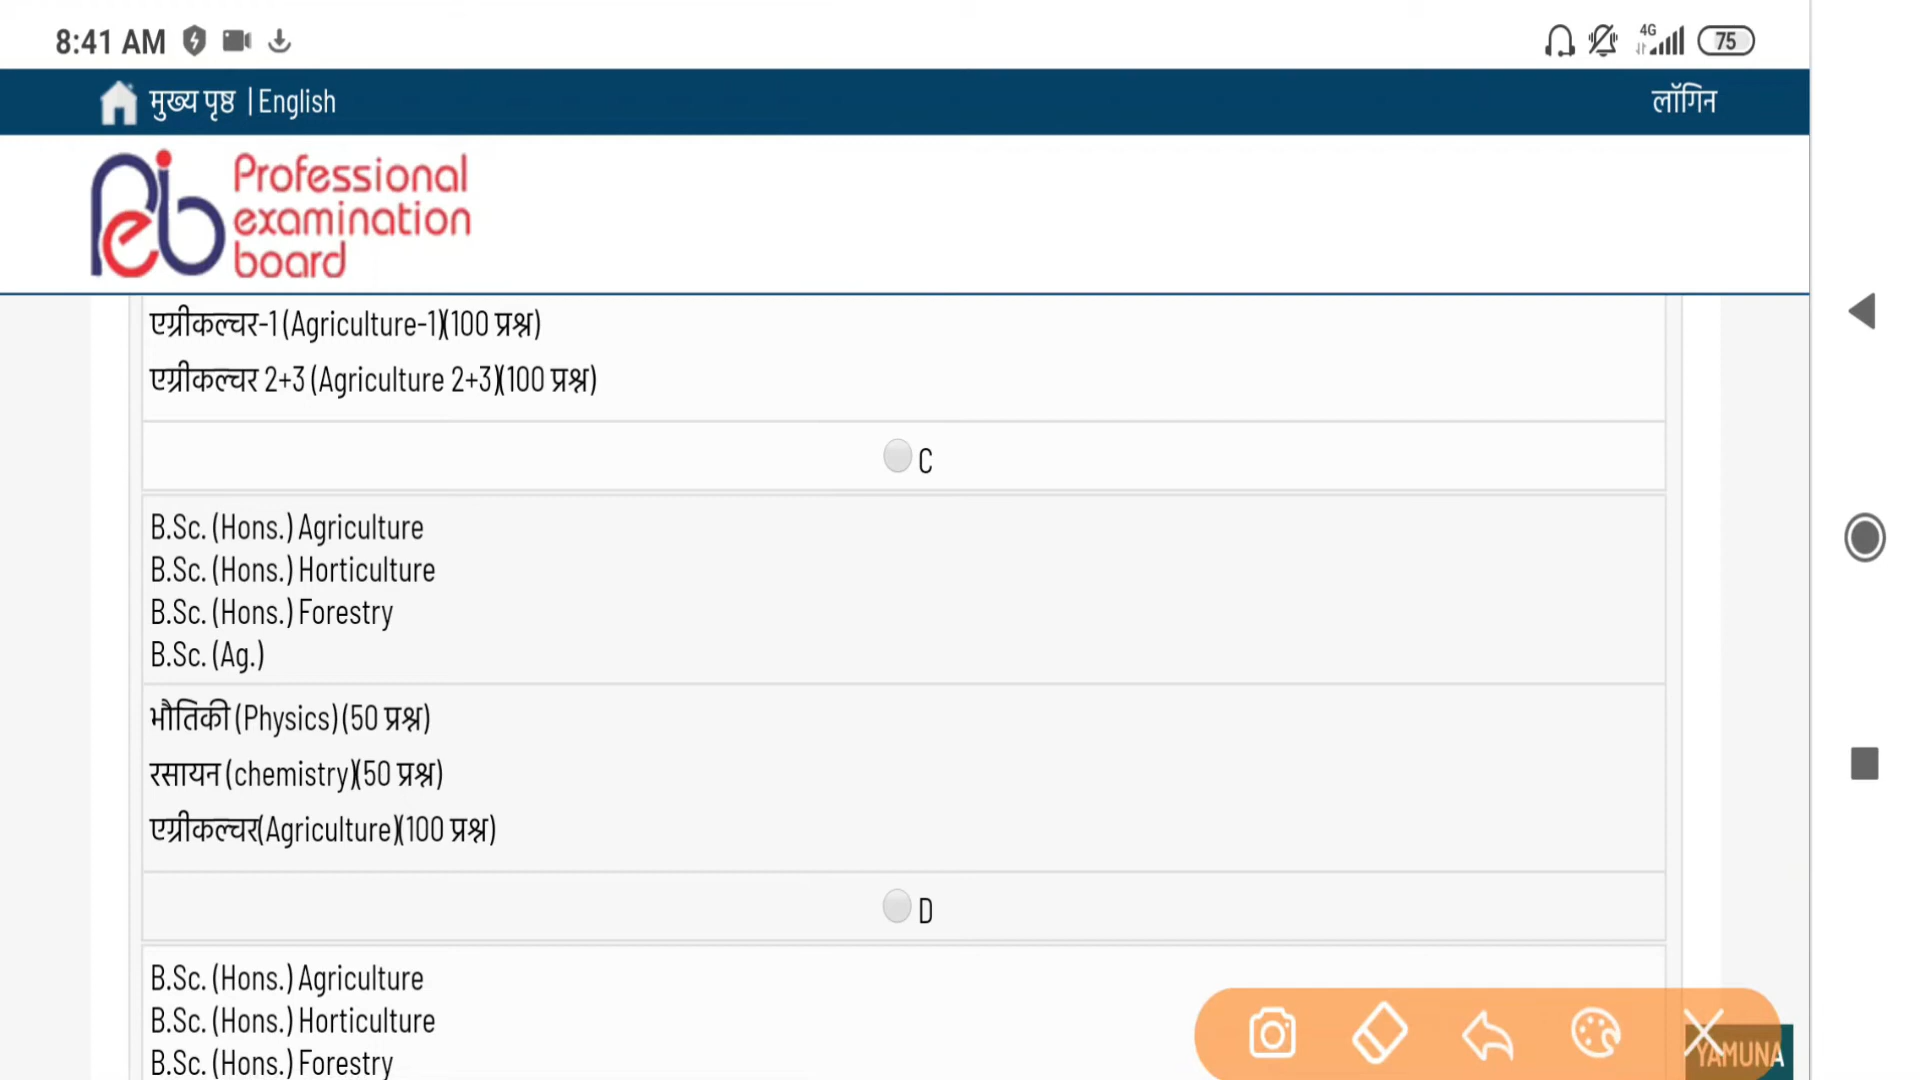 8:41 AM
4G
75
मुख्य पृष्ठ | English
लॉगिन
Professional
examination
board
एग्रीकल्चर-1 (Agriculture-1)(100 प्रश्न)
एग्रीकल्चर 2+3 (Agriculture 2+3)(100 प्रश्न)
C
B.Sc. (Hons.) Agriculture
B.Sc. (Hons.) Horticulture
B.Sc. (Hons.) Forestry
B.Sc. (Ag.)
भौतिकी (Physics) (50 प्रश्न)
रसायन (chemistry)(50 प्रश्न)
एग्रीकल्चर(Agriculture)(100 प्रश्न)
D
B.Sc. (Hons.) Agriculture
B.Sc. (Hons.) Horticulture
B.Sc. (Hons.) Forestry
YAMUNA